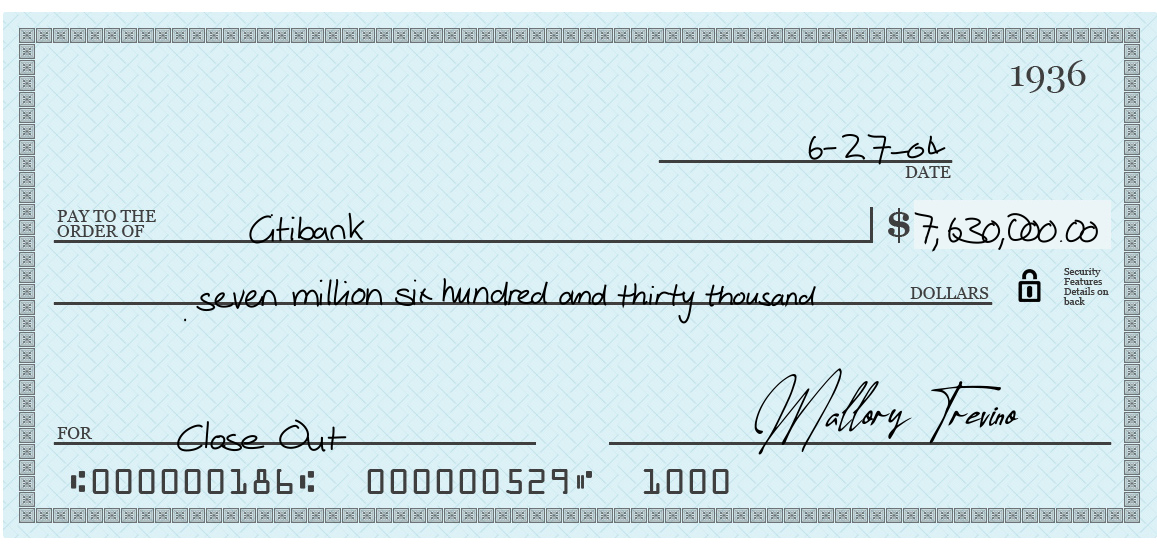 1936
6-27-04
DATE
PAY TO THE
ORDER OF Citibank $ 7,630,000.00
seven million six hundred and thirty thousand DOLLARS
Security
Features
Details on
back
FOR Close Out Mallory Trevino
⑆000000186⑆ 000000529⑈ 1000